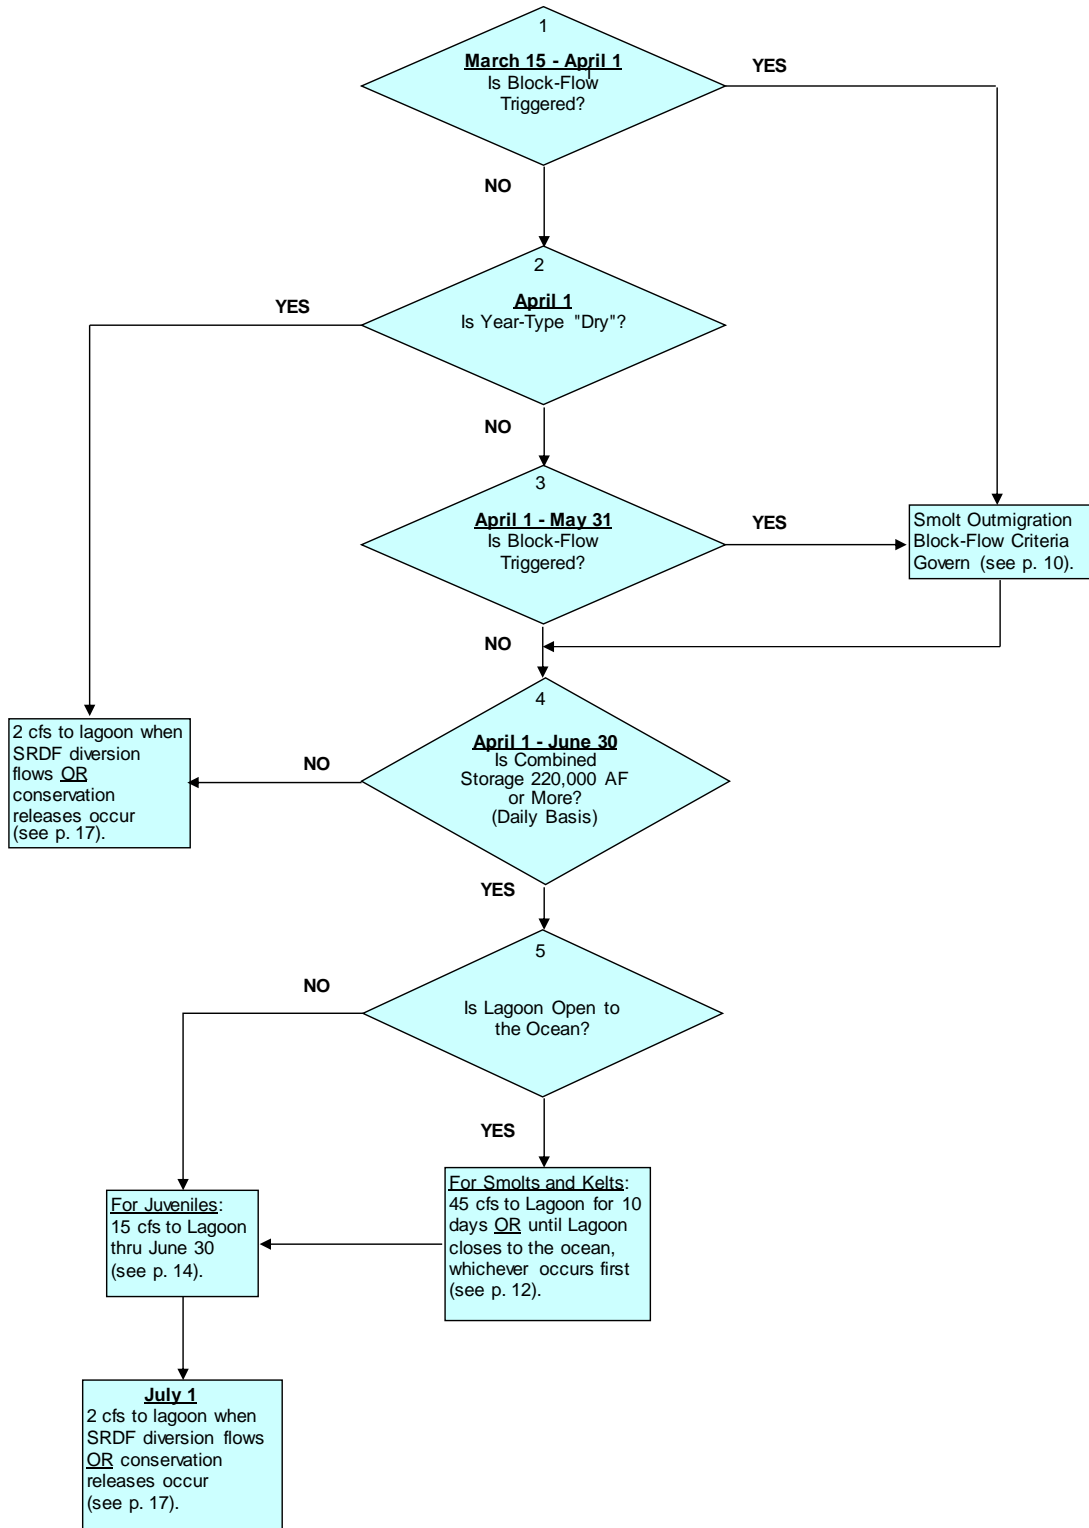 1
March 15 - April 1
Is Block-Flow
Triggered?
YES
NO
2
April 1
Is Year-Type "Dry"?
YES
NO
3
April 1 - May 31
Is Block-Flow
Triggered?
YES
Smolt Outmigration
Block-Flow Criteria
Govern (see p. 10).
NO
4
April 1 - June 30
Is Combined
Storage 220,000 AF
or More?
(Daily Basis)
NO
2 cfs to lagoon when
SRDF diversion
flows OR
conservation
releases occur
(see p. 17).
YES
5
Is Lagoon Open to
the Ocean?
NO
YES
For Juveniles:
15 cfs to Lagoon
thru June 30
(see p. 14).
For Smolts and Kelts:
45 cfs to Lagoon for 10
days OR until Lagoon
closes to the ocean,
whichever occurs first
(see p. 12).
July 1
2 cfs to lagoon when
SRDF diversion flows
OR conservation
releases occur
(see p. 17).